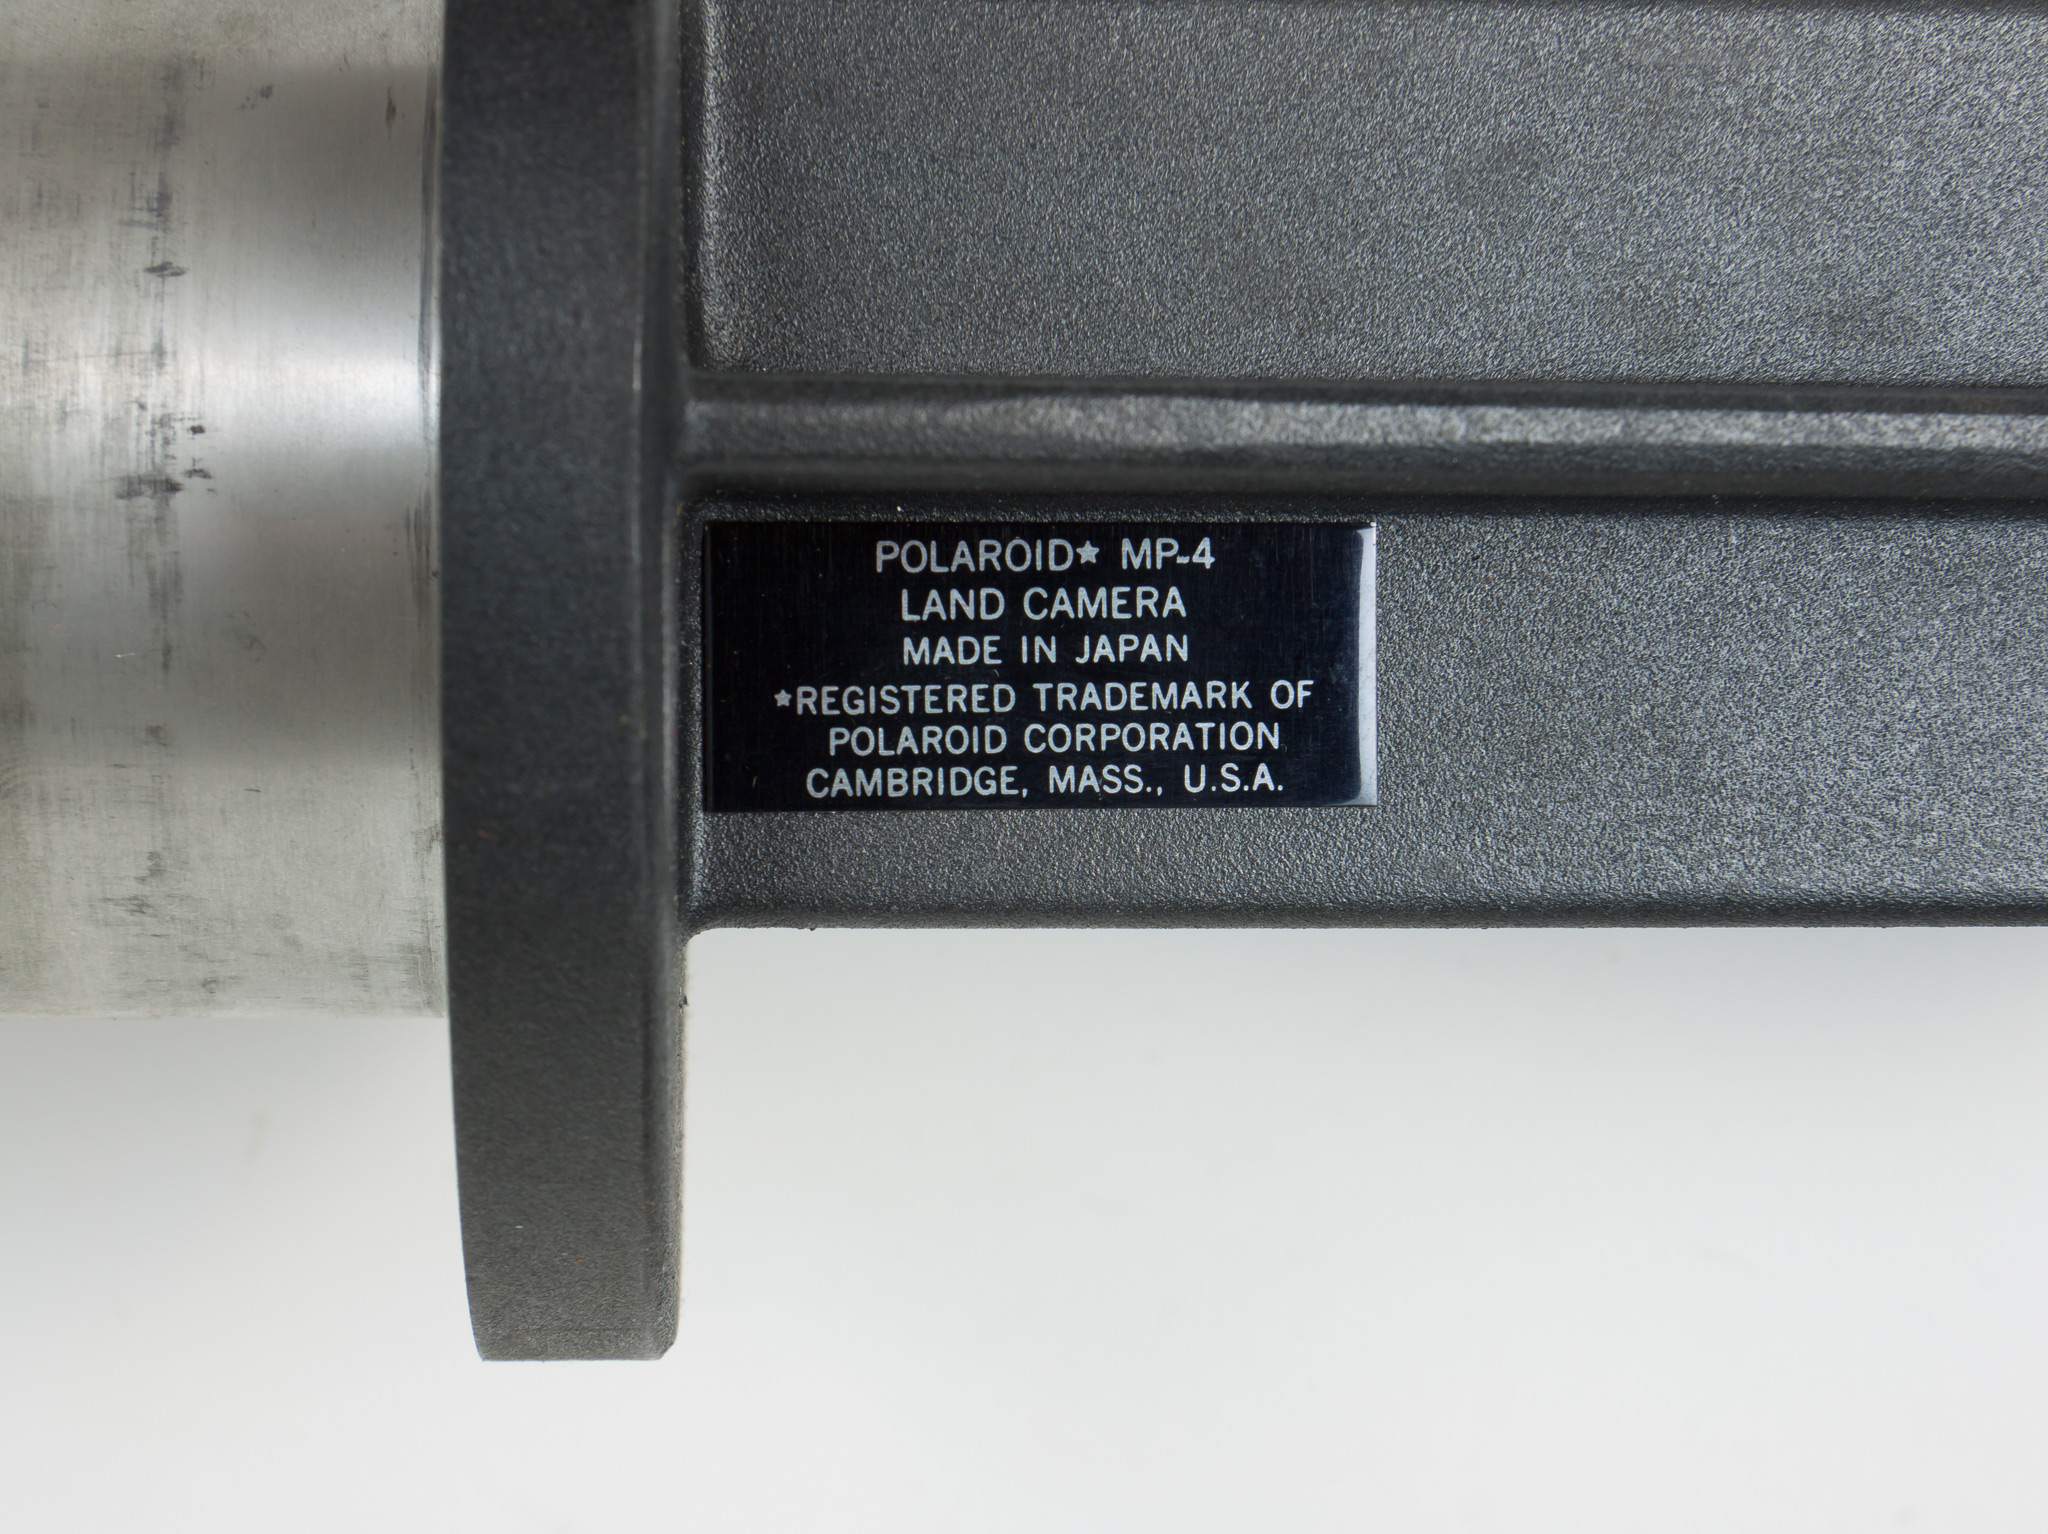 POLAROID★ MP-4
LAND CAMERA
MADE IN JAPAN
★REGISTERED TRADEMARK OF
POLAROID CORPORATION
CAMBRIDGE, MASS., U.S.A.